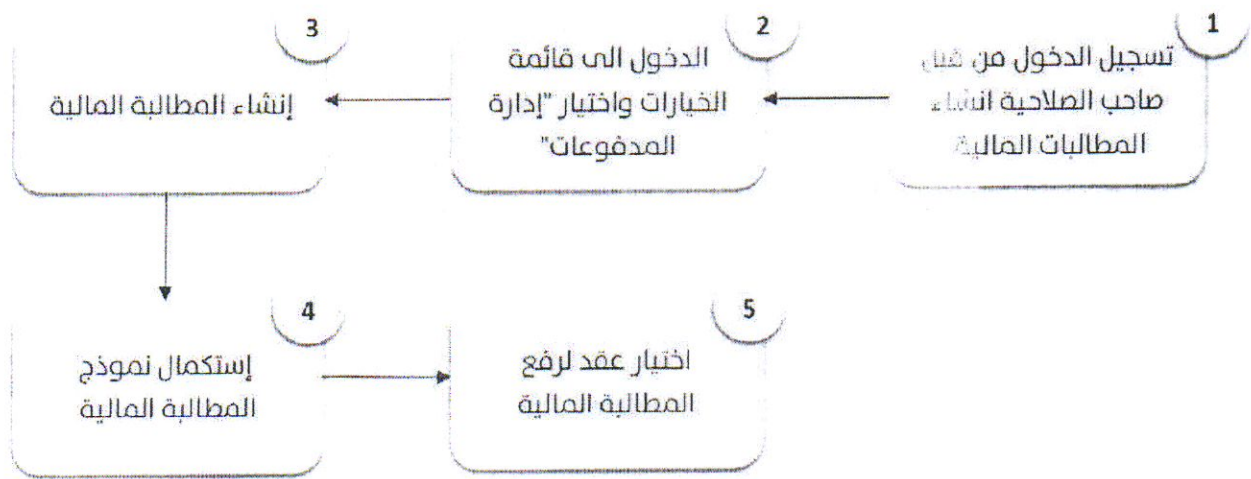 1
تسجيل الدخول من قبل
صاحب الصلاحية انشاء
المطالبات المالية
2
الدخول الى قائمة
الخيارات واختيار "إدارة
المدفوعات"
3
إنشاء المطالبة المالية
4
إستكمال نموذج
المطالبة المالية
5
اختيار عقد لرفع
المطالبة المالية